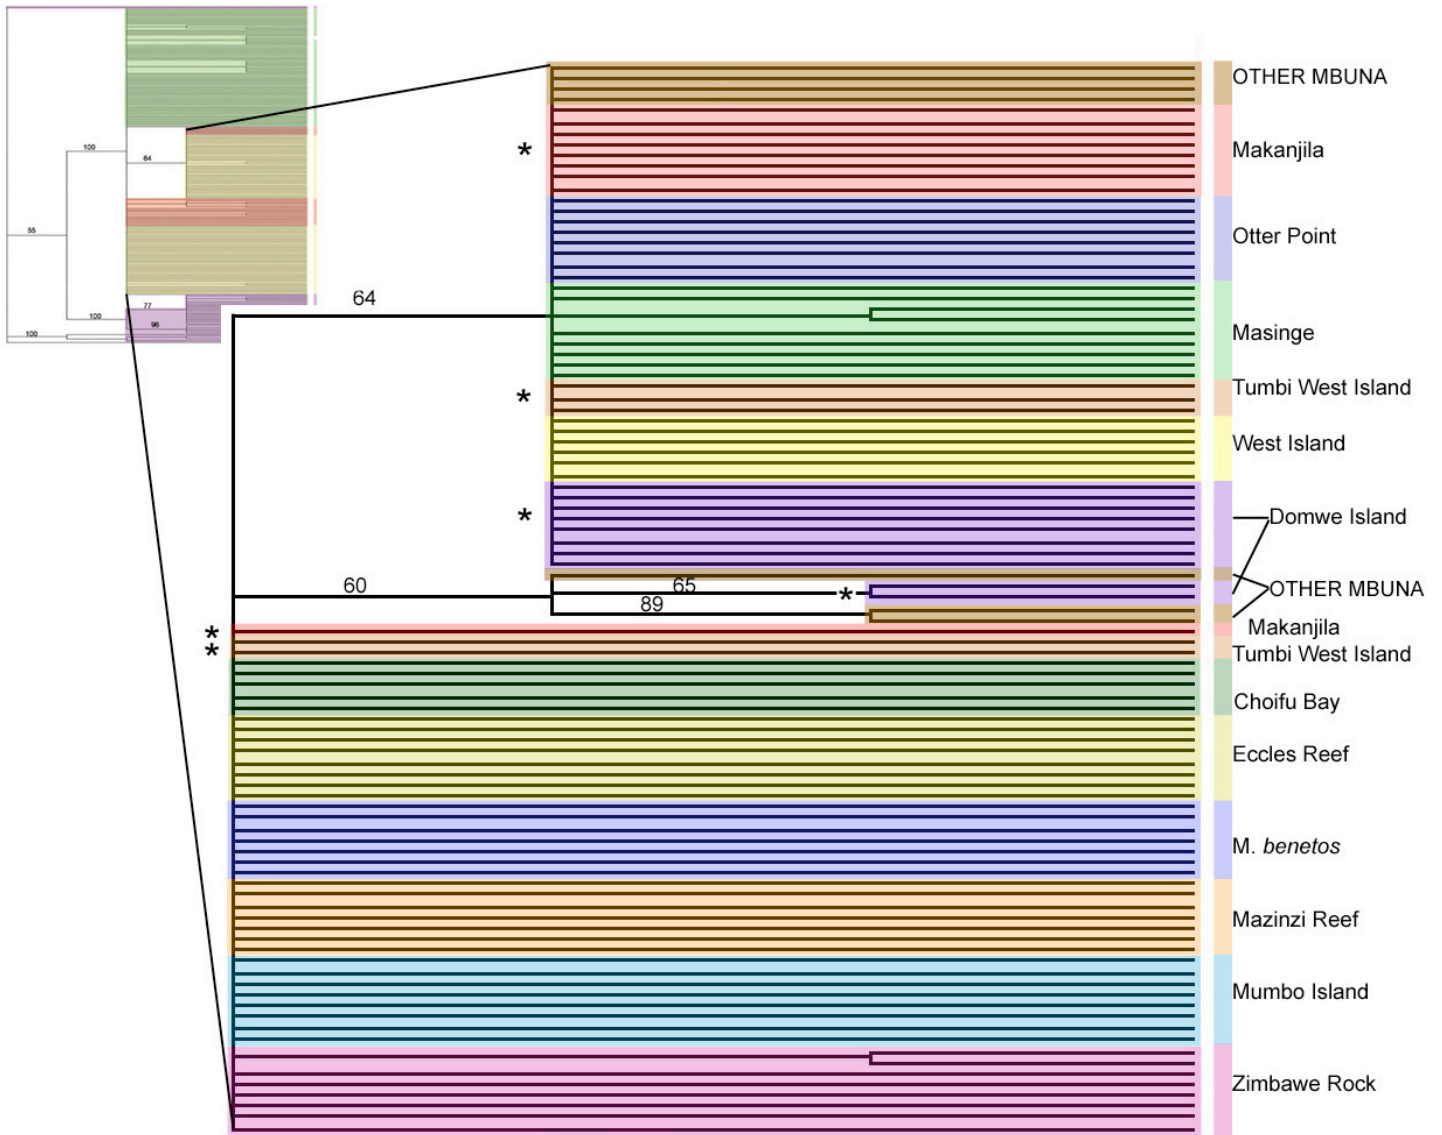 100
64
55
77
100
96
100
OTHER MBUNA
*
Makanjila
Otter Point
64
Masinge
Tumbi West Island
*
West Island
*
Domwe Island
60
65
*
OTHER MBUNA
89
*
Makanjila
*
Tumbi West Island
Choifu Bay
Eccles Reef
M. benetos
Mazinzi Reef
Mumbo Island
Zimbawe Rock